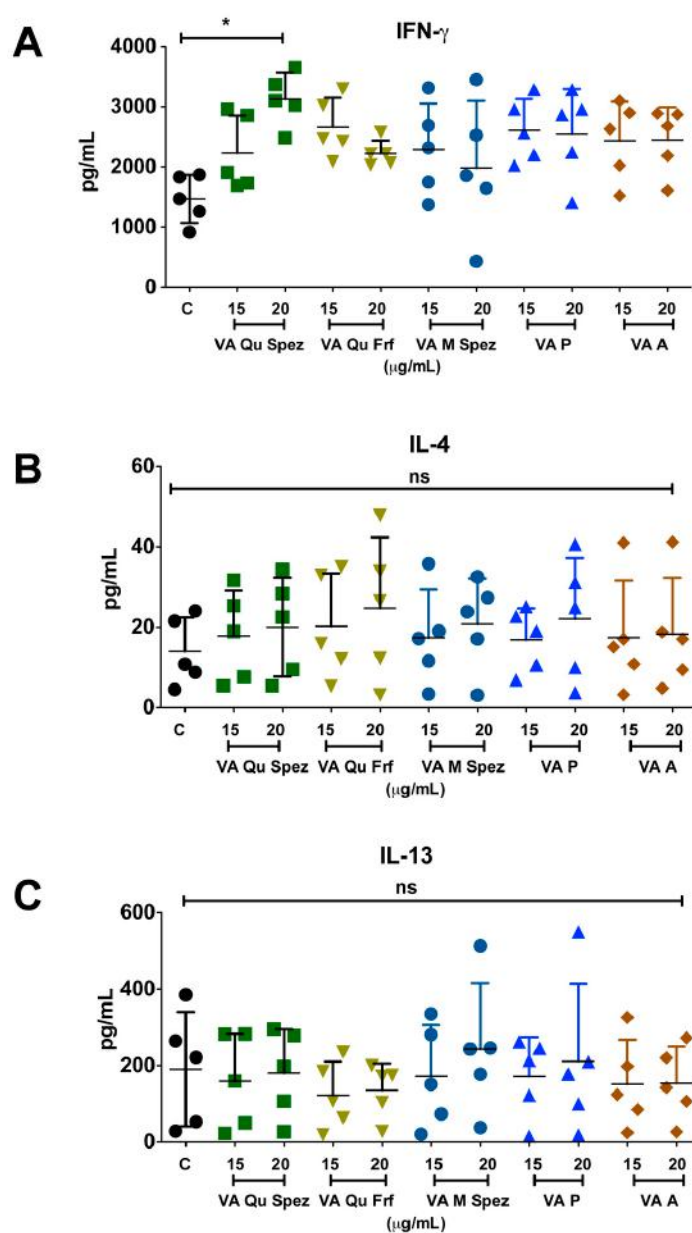 A
*
IFN-γ
pg/mL
4000
3000
2000
1000
0
C 15 20 15 20 15 20 15 20 15 20
VA Qu Spez VA Qu Frf VA M Spez VA P VA A
(μg/mL)
B
IL-4
ns
pg/mL
60
40
20
0
C 15 20 15 20 15 20 15 20 15 20
VA Qu Spez VA Qu Frf VA M Spez VA P VA A
(μg/mL)
C
IL-13
ns
pg/mL
600
400
200
0
C 15 20 15 20 15 20 15 20 15 20
VA Qu Spez VA Qu Frf VA M Spez VA P VA A
(μg/mL)